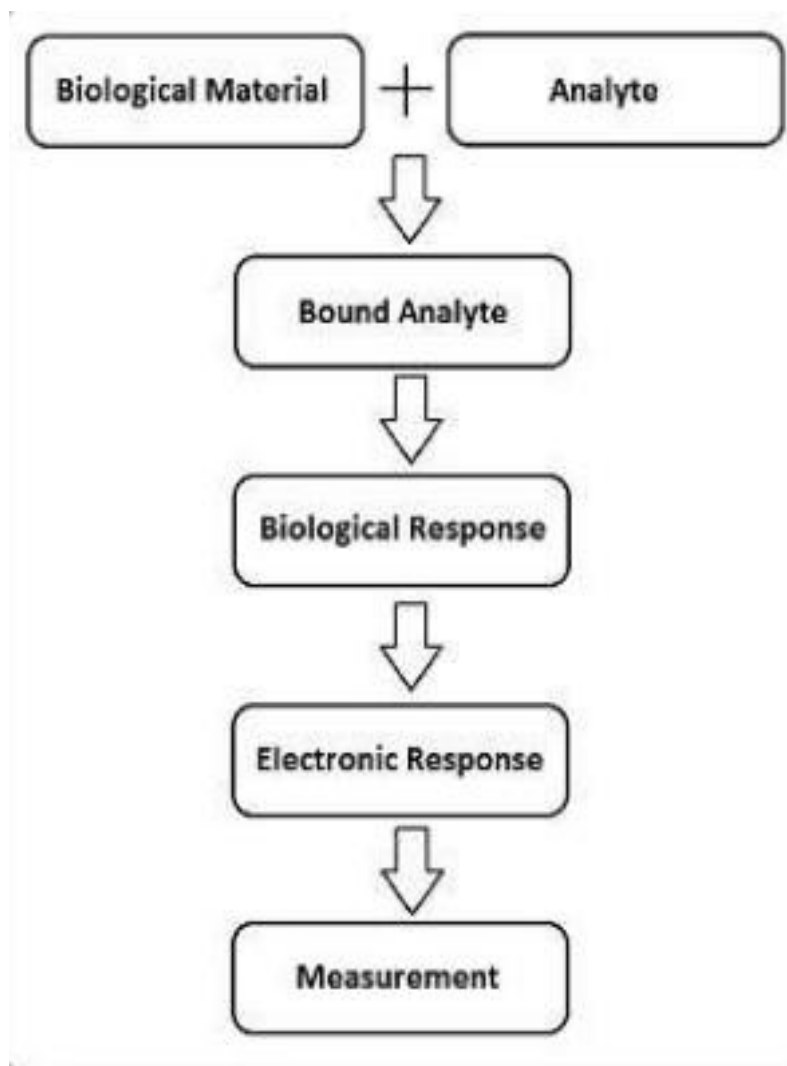 Biological Material + Analyte
Bound Analyte
Biological Response
Electronic Response
Measurement